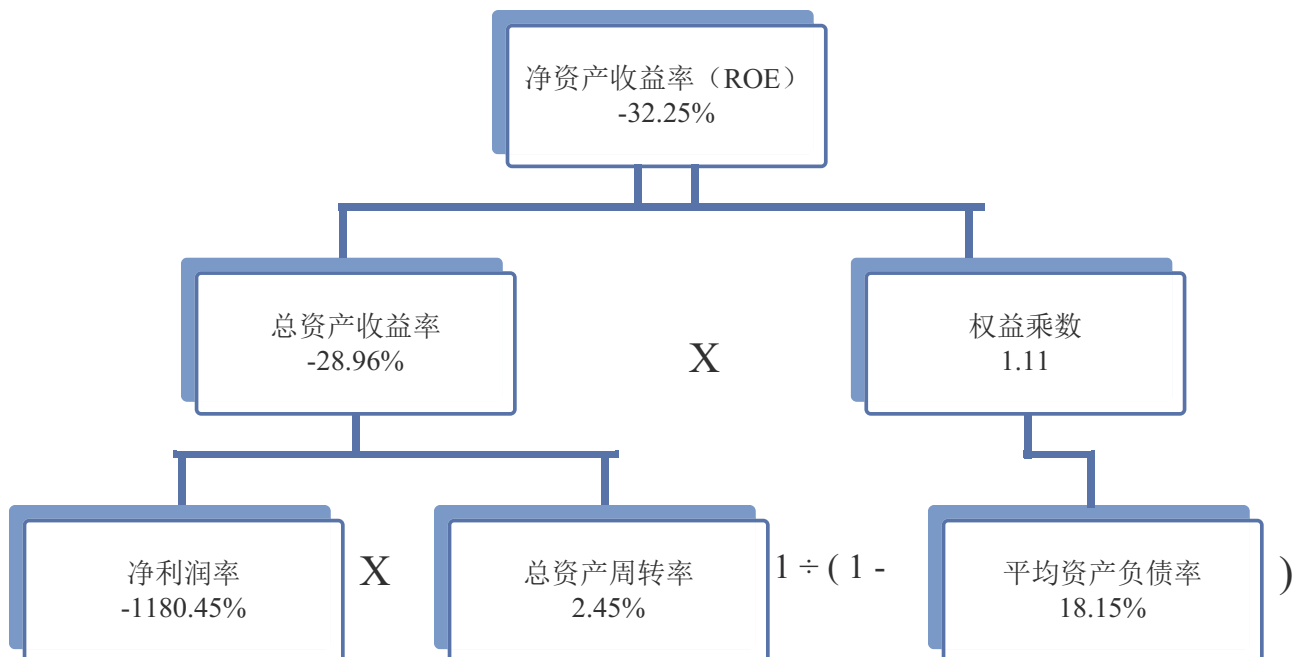 净资产收益率（ROE）
-32.25%
总资产收益率
-28.96%
X
权益乘数
1.11
净利润率
-1180.45%
X
总资产周转率
2.45%
1 ÷ ( 1 -
平均资产负债率
18.15%
)